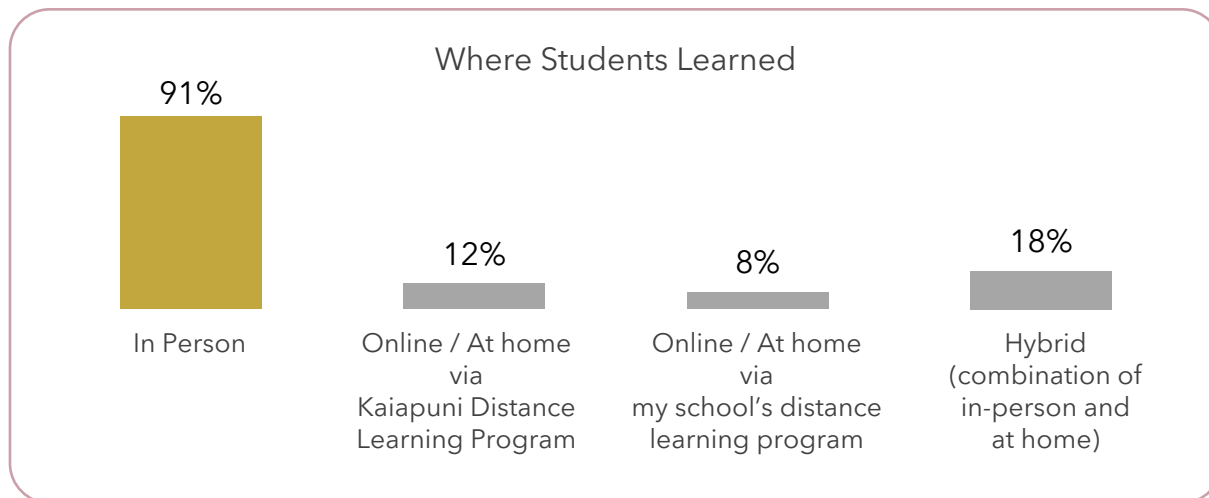 Where Students Learned
91%
12%
8%
18%
In Person
Online / At home
via
Kaiapuni Distance
Learning Program
Online / At home
via
my school’s distance
learning program
Hybrid
(combination of
in-person and
at home)